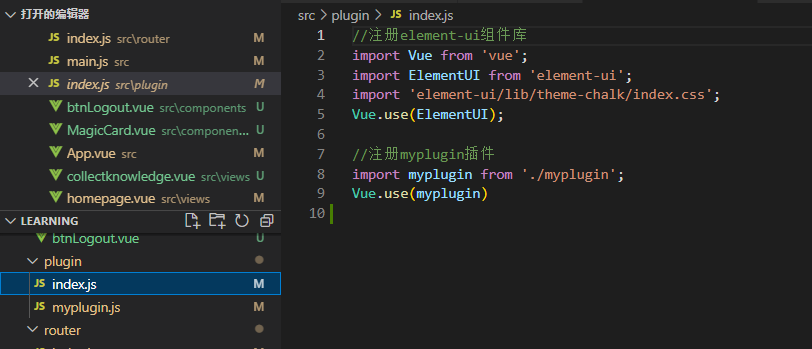 打开的编辑器
JS index.js src\router M
JS main.js src M
JS index.js src\plugin M
btnLogout.vue src\components U
MagicCard.vue src\componen... U
App.vue src M
collectknowledge.vue src\views U
homepage.vue src\views M
LEARNING
btnLogout.vue U
plugin
JS index.js M
JS myplugin.js M
router
src > plugin > JS index.js
1 //注册element-ui组件库
2 import Vue from 'vue';
3 import ElementUI from 'element-ui';
4 import 'element-ui/lib/theme-chalk/index.css';
5 Vue.use(ElementUI);
6
7 //注册myplugin插件
8 import myplugin from './myplugin';
9 Vue.use(myplugin)
10